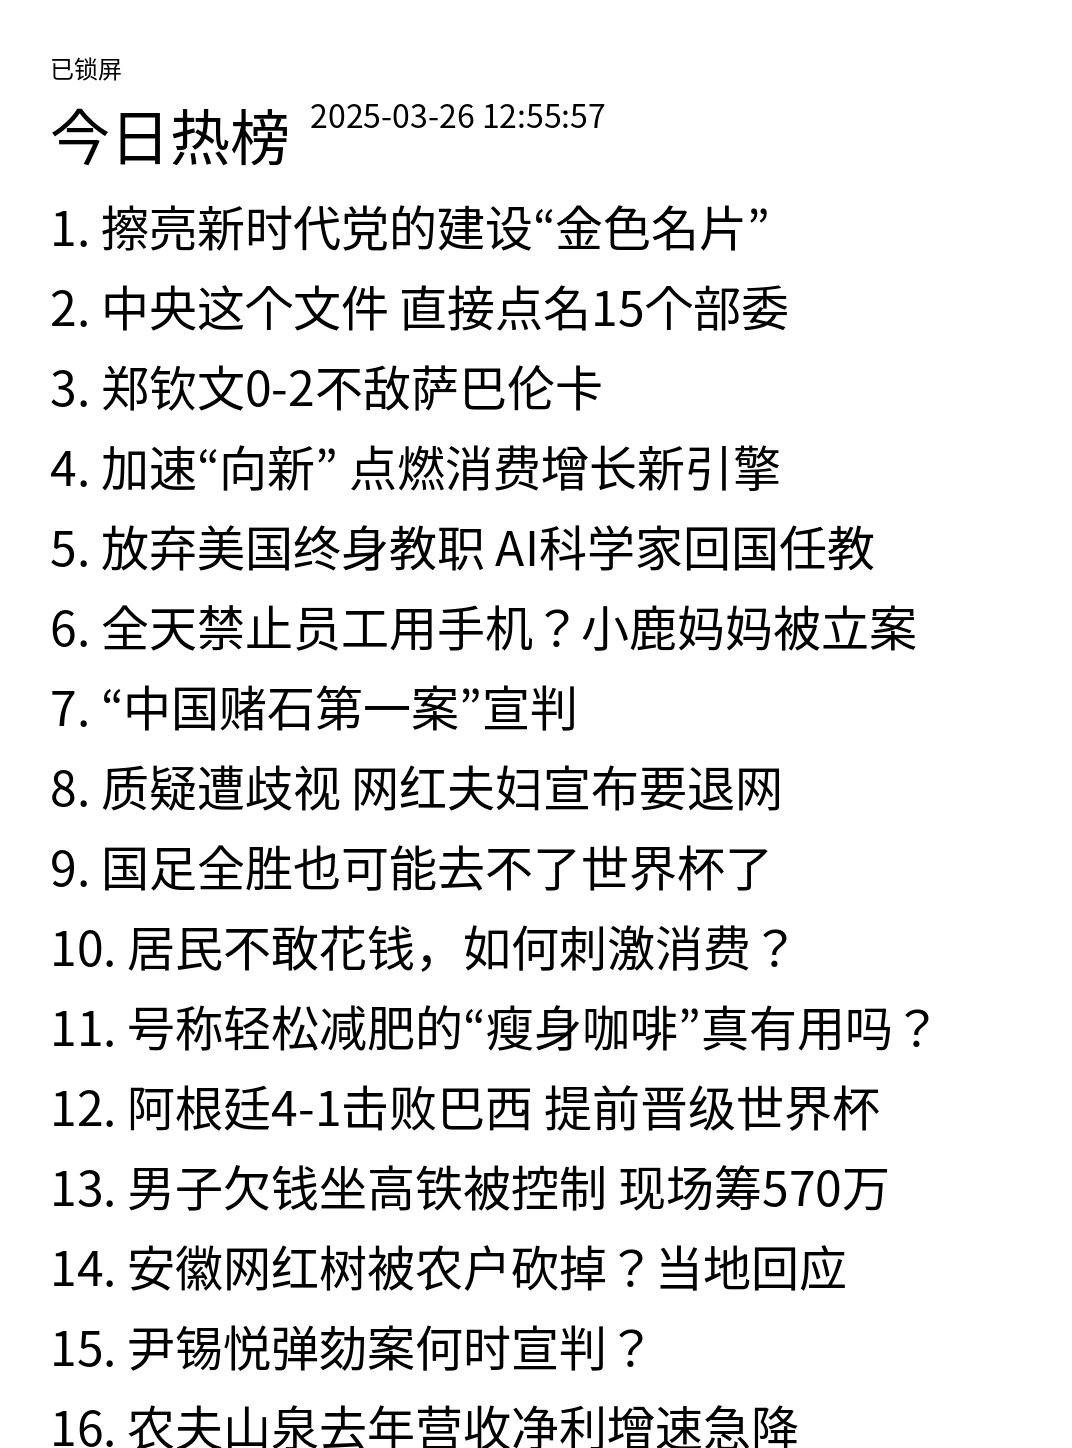 已锁屏
今日热榜 2025-03-26 12:55:57
1. 擦亮新时代党的建设“金色名片”
2. 中央这个文件 直接点名15个部委
3. 郑钦文0-2不敌萨巴伦卡
4. 加速“向新” 点燃消费增长新引擎
5. 放弃美国终身教职 AI科学家回国任教
6. 全天禁止员工用手机？小鹿妈妈被立案
7. “中国赌石第一案”宣判
8. 质疑遭歧视 网红夫妇宣布要退网
9. 国足全胜也可能去不了世界杯了
10. 居民不敢花钱，如何刺激消费？
11. 号称轻松减肥的“瘦身咖啡”真有用吗？
12. 阿根廷4-1击败巴西 提前晋级世界杯
13. 男子欠钱坐高铁被控制 现场筹570万
14. 安徽网红树被农户砍掉？当地回应
15. 尹锡悦弹劾案何时宣判？
16. 农夫山泉去年营收净利增速急降